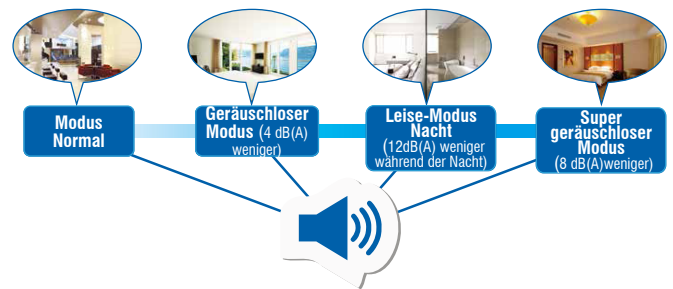 Modus
Normal
Geräuschloser
Modus (4 dB(A)
weniger)
Leise-Modus
Nacht
(12dB(A) weniger
während der Nacht)
Super
geräuschloser
Modus
(8 dB(A)weniger)